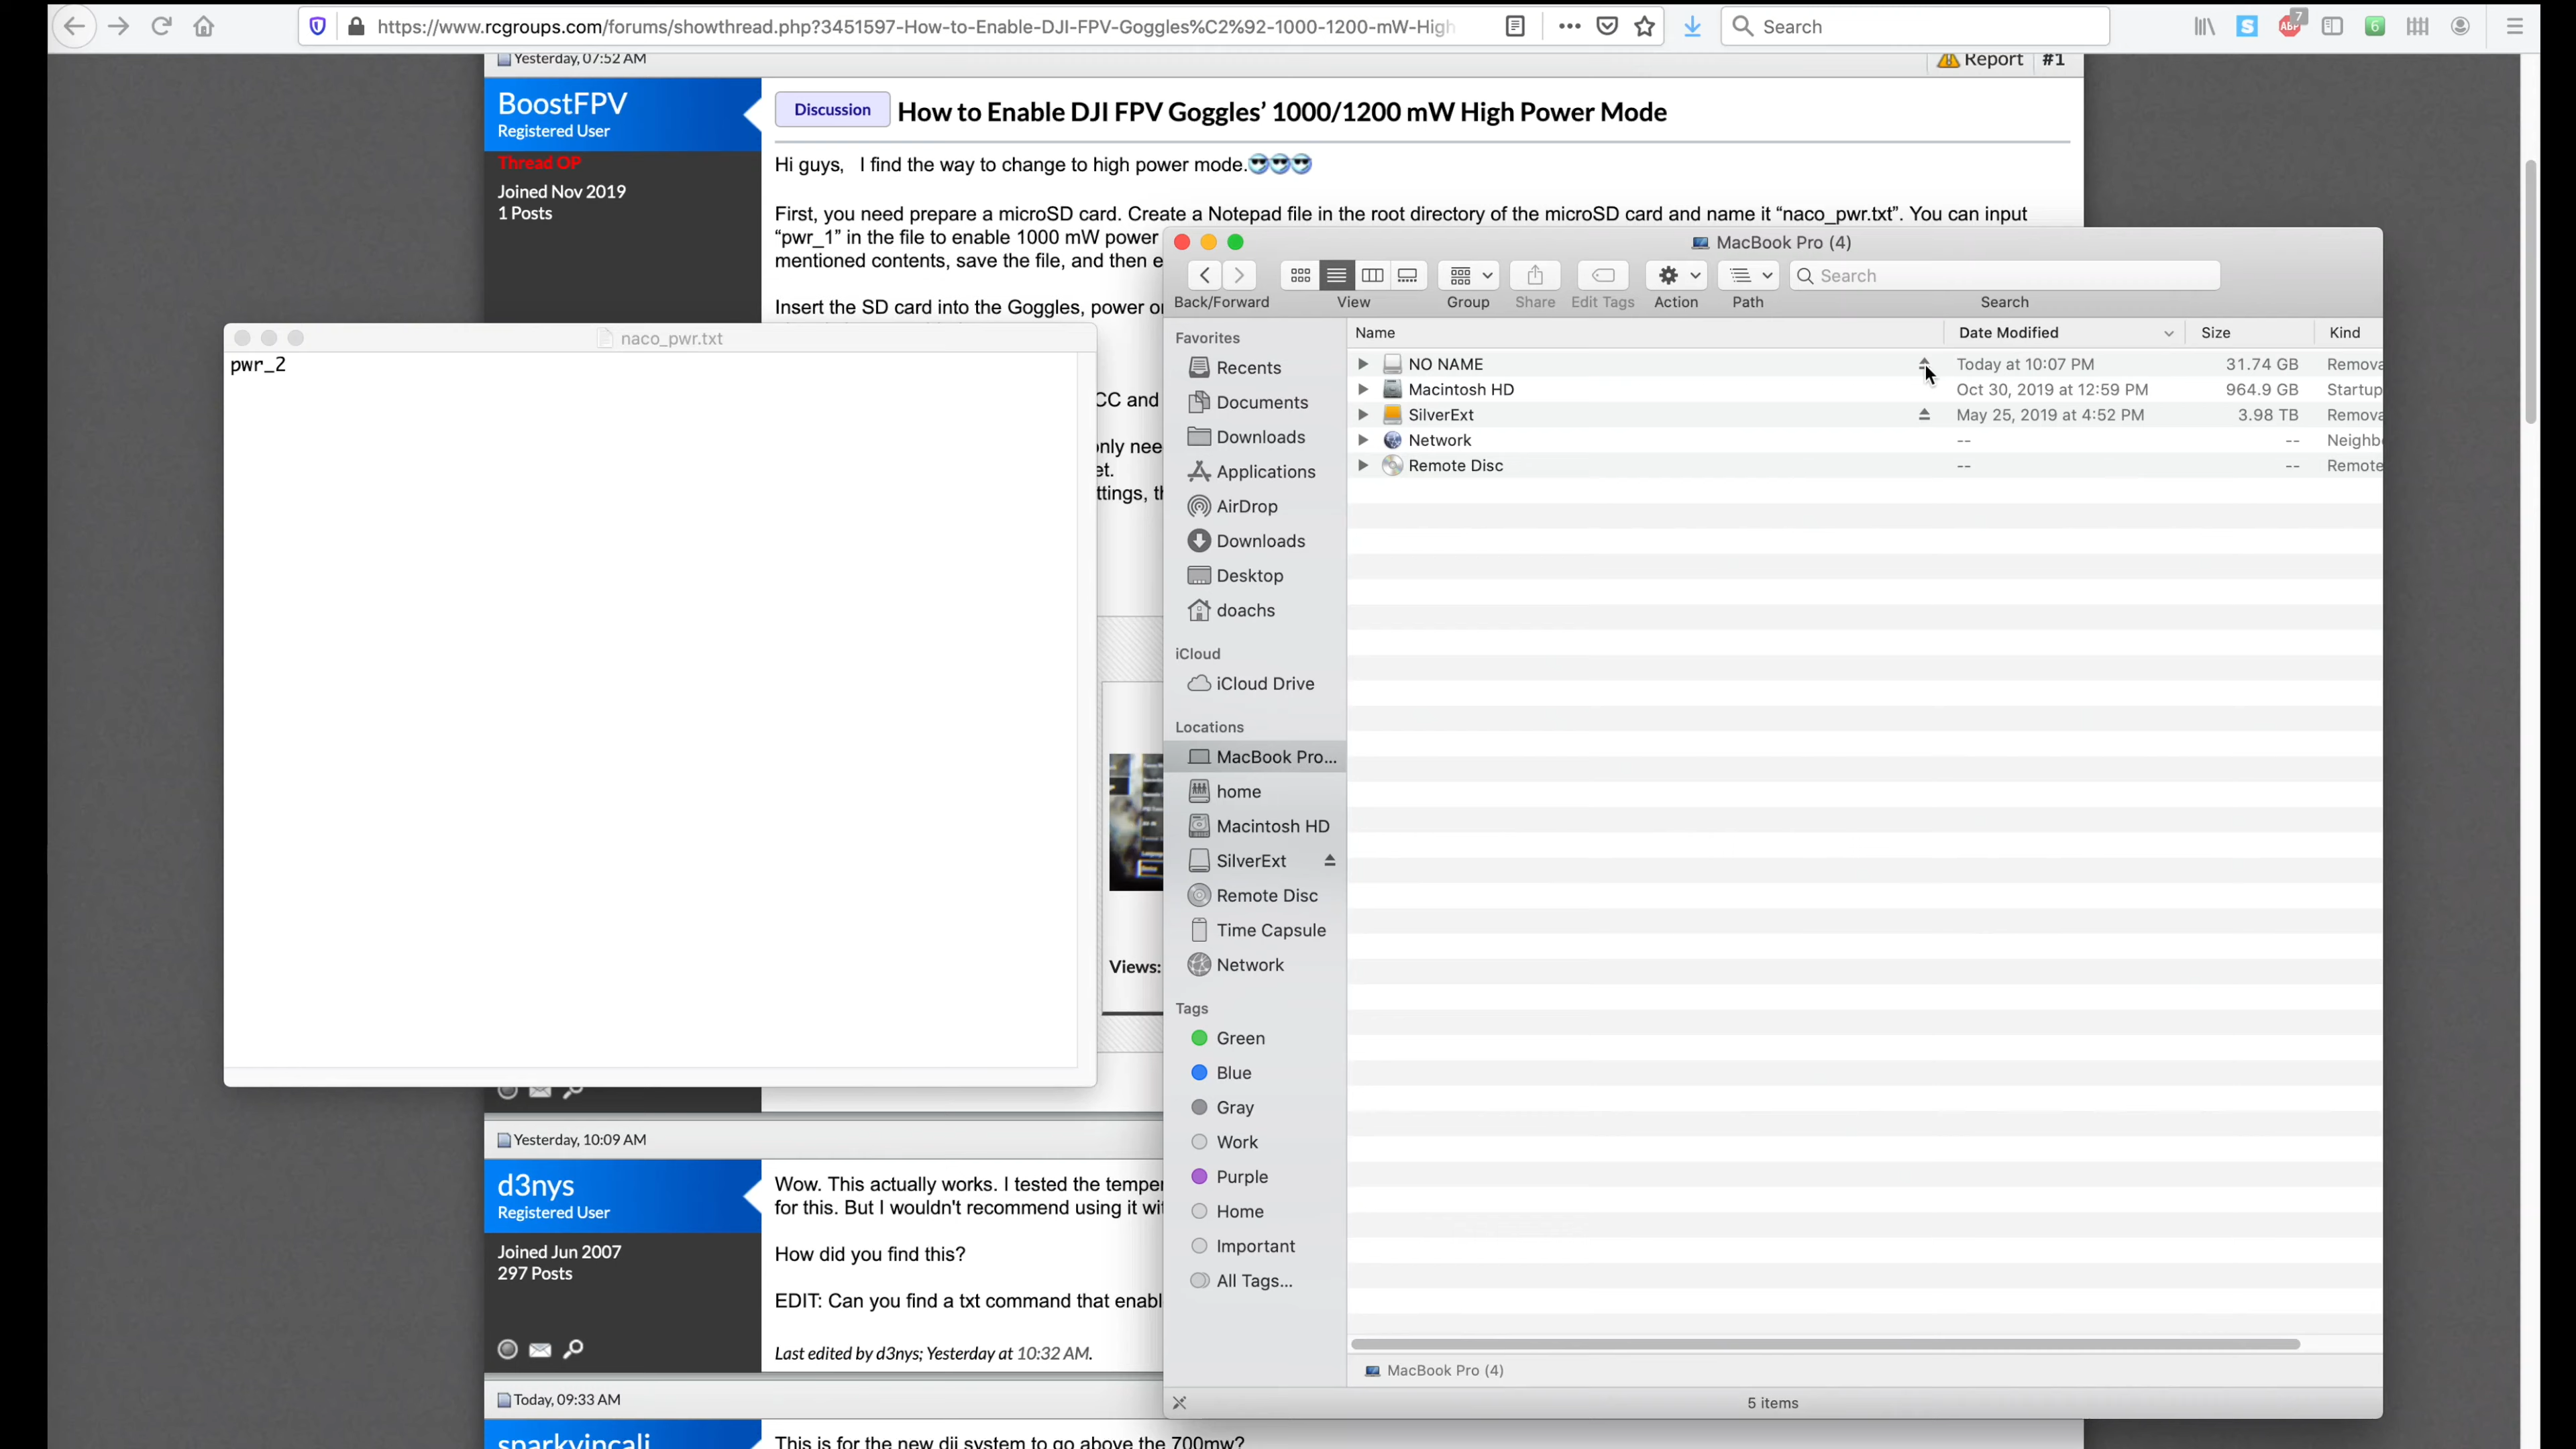 https://www.rcgroups.com/forums/showthread.php?3451597-How-to-Enable-DJI-FPV-Goggles%C2%92-1000-1200-mW-High
Search
ABP
7
6
Yesterday, 07:52 AM
Report #1
BoostFPV
Registered User
Thread OP
Joined Nov 2019
1 Posts
Discussion How to Enable DJI FPV Goggles’ 1000/1200 mW High Power Mode
Hi guys, I find the way to change to high power mode.
First, you need prepare a microSD card. Create a Notepad file in the root directory of the microSD card and name it “naco_pwr.txt”. You can input
“pwr_1” in the file to enable 1000 mW power
mentioned contents, save the file, and then e
Insert the SD card into the Goggles, power or
CC and
only nee
et.
ttings, th
Views:
naco_pwr.txt
pwr_2
MacBook Pro (4)
Back/Forward
View
Group
Share
Edit Tags
Action
Path
Search
Search
Favorites
Recents
Documents
Downloads
Applications
AirDrop
Downloads
Desktop
doachs
iCloud
iCloud Drive
Locations
MacBook Pro...
home
Macintosh HD
SilverExt
Remote Disc
Time Capsule
Network
Tags
Green
Blue
Gray
Work
Purple
Home
Important
All Tags...
Name Date Modified Size Kind
NO NAME Today at 10:07 PM 31.74 GB Remova
Macintosh HD Oct 30, 2019 at 12:59 PM 964.9 GB Startup
SilverExt May 25, 2019 at 4:52 PM 3.98 TB Remova
Network -- -- Neighb
Remote Disc -- -- Remote
MacBook Pro (4)
5 items
Yesterday, 10:09 AM
d3nys
Registered User
Joined Jun 2007
297 Posts
Wow. This actually works. I tested the temper
for this. But I wouldn't recommend using it wit
How did you find this?
EDIT: Can you find a txt command that enabl
Last edited by d3nys; Yesterday at 10:32 AM.
Today, 09:33 AM
sparkyincali
This is for the new dji system to go above the 700mw?